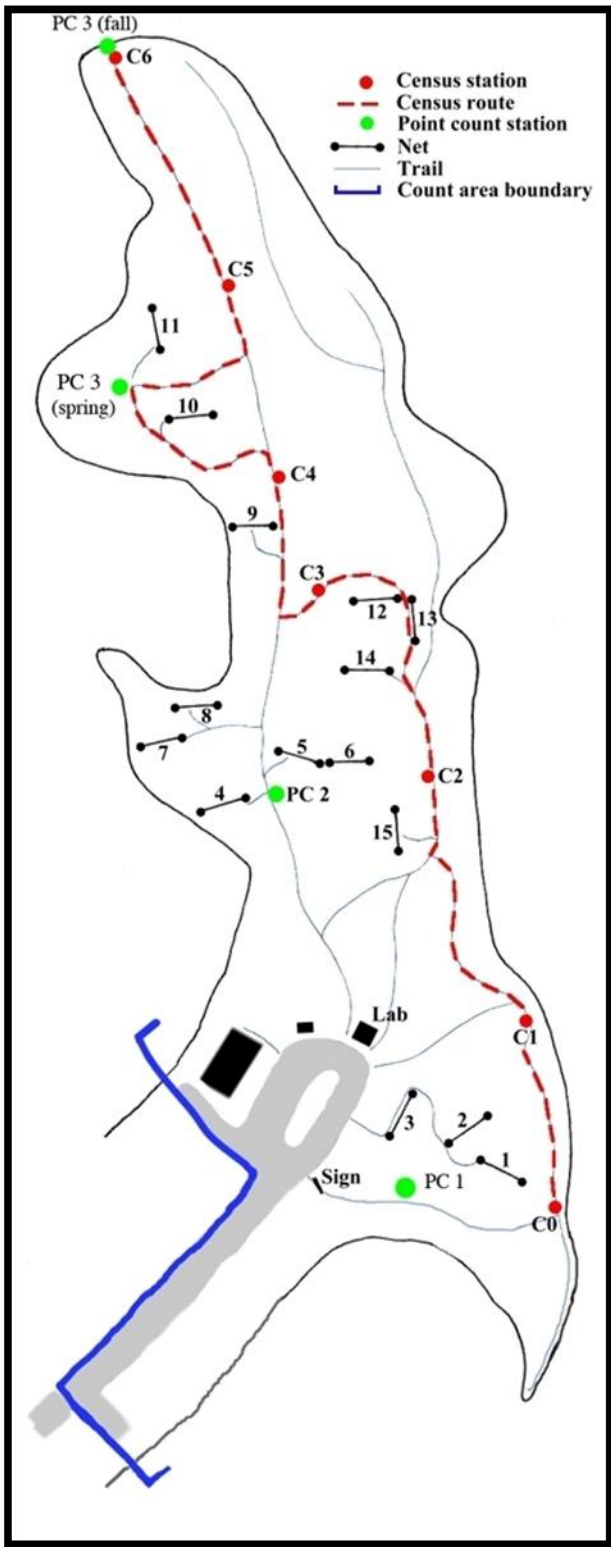 PC 3 (fall)
C6
Census station
Census route
Point count station
Net
Trail
Count area boundary
C5
11
PC 3
(spring)
10
C4
9
C3
12
13
14
8
7
5
6
C2
4
PC 2
15
Lab
C1
3
2
1
Sign
PC 1
C0